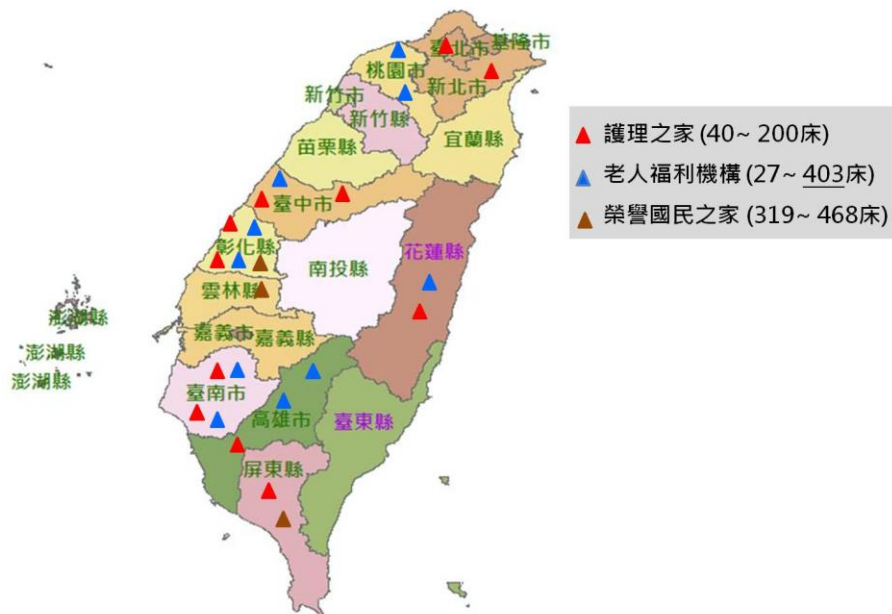 臺北市
基隆市
桃園市
新北市
新竹市
新竹縣
宜蘭縣
苗栗縣
臺中市
彰化縣
南投縣
花蓮縣
雲林縣
澎湖縣
嘉義市
嘉義縣
澎湖縣
澎湖縣
臺南市
高雄市
臺東縣
屏東縣
護理之家 (40~ 200床)
老人福利機構 (27~ 403床)
榮譽國民之家 (319~ 468床)